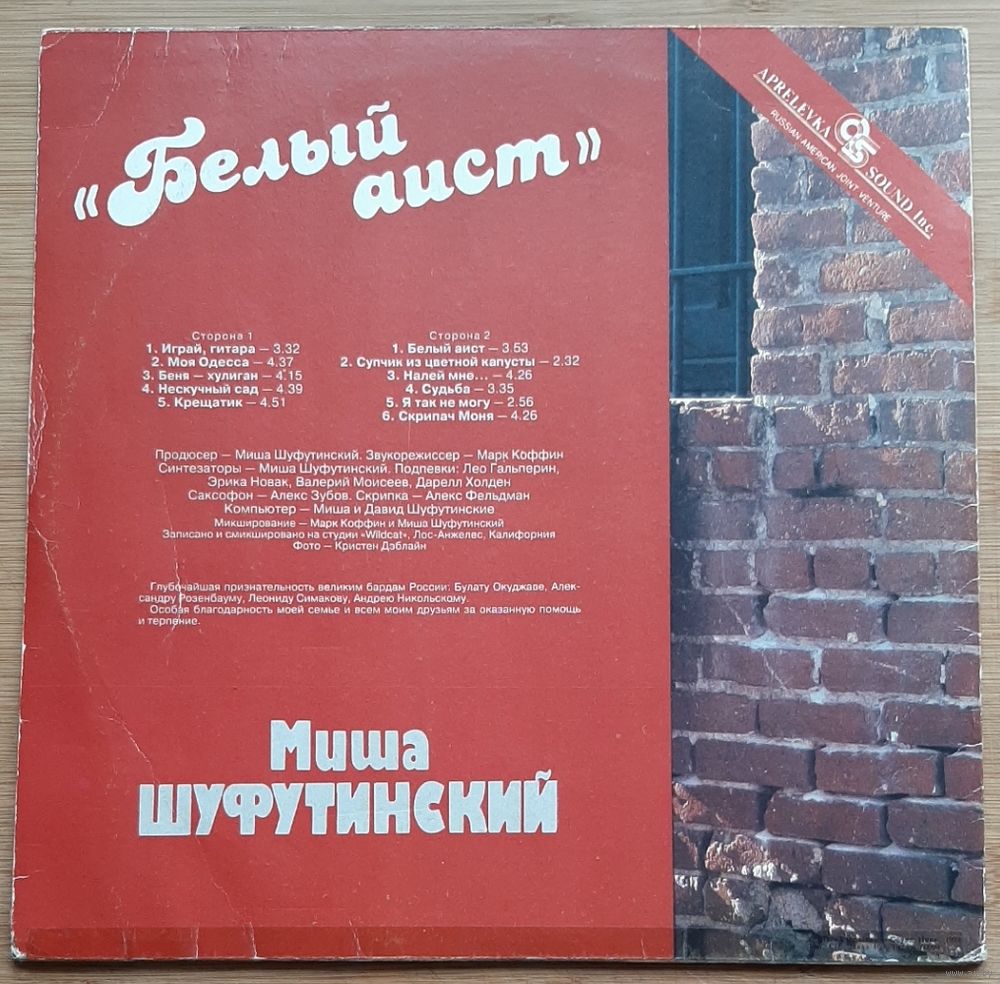 «Белый
аист»
APRELEVKA SOUND Inc.
RUSSIAN AMERICAN JOINT VENTURE
Сторона 1
1. Играй, гитара — 3.32
2. Моя Одесса — 4.37
3. Беня — хулиган — 4.15
4. Нескучный сад — 4.39
5. Крещатик — 4.51
Сторона 2
1. Белый аист — 3.53
2. Супчик из цветной капусты — 2.32
3. Налей мне... — 4.26
4. Судьба — 3.35
5. Я так не могу — 2.56
6. Скрипач Моня — 4.26
Продюсер — Миша Шуфутинский. Звукорежиссер — Марк Коффин
Синтезаторы — Миша Шуфутинский. Подпевки: Лео Гальперин,
Эрика Новак, Валерий Моисеев, Дарелл Холден
Саксофон — Алекс Зубов. Скрипка — Алекс Фельдман
Компьютер — Миша и Давид Шуфутинские
Микширование — Марк Коффин и Миша Шуфутинский
Записано и смикшировано на студии «Wildcat», Лос-Анжелес, Калифорния
Фото — Кристен Дэблайн
Глубочайшая признательность великим бардам России: Булату Окуджаве, Алек-
сандру Розенбауму, Леониду Симакову, Андрею Никольскому.
Особая благодарность моей семье и всем моим друзьям за оказанную помощь
и терпение.
Миша
ШУФУТИНСКИЙ